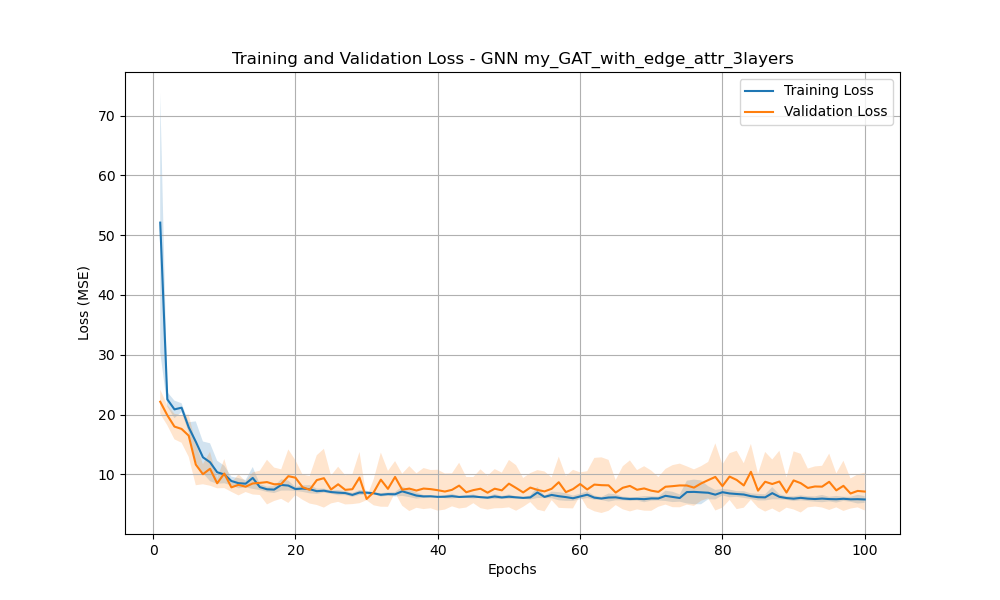 Training and Validation Loss - GNN my_GAT_with_edge_attr_3layers
Training Loss
Validation Loss
Loss (MSE)
70
60
50
40
30
20
10
0 20 40 60 80 100
Epochs